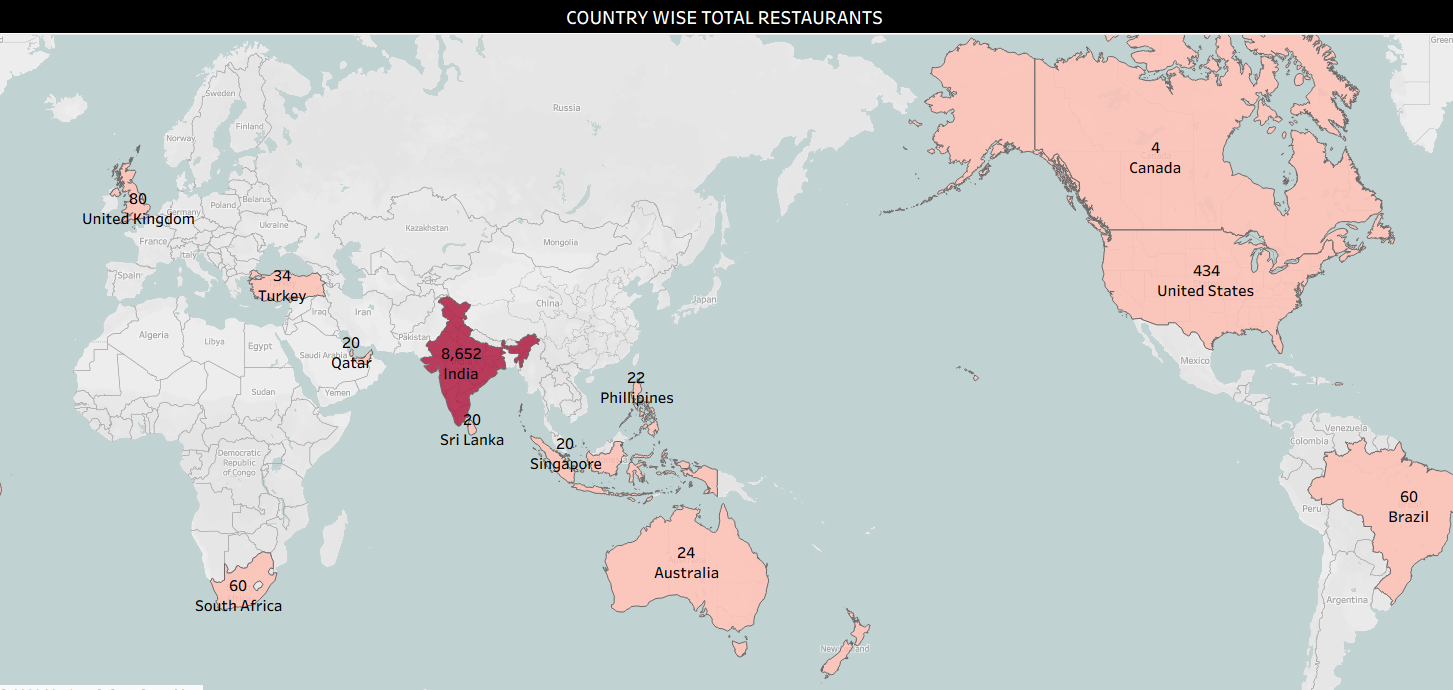 COUNTRY WISE TOTAL RESTAURANTS
Green
Sweden
Russia
Finland
Norway
4
Canada
80
United Kingdom
Germany
Poland
Belarus
Ukraine
Kazakhstan
France
Mongolia
Italy
Spain
34
Turkey
434
United States
China
Japan
Iraq
Iran
Algeria
Libya
Egypt
Pakistan
20
Qatar
Saudi Arabia
8,652
India
Mexico
22
Phillipines
Sudan
Yemen
20
Sri Lanka
20
Singapore
Venezuela
Colombia
Democratic
Republic
of Congo
60
Brazil
Peru
24
Australia
60
South Africa
Argentina